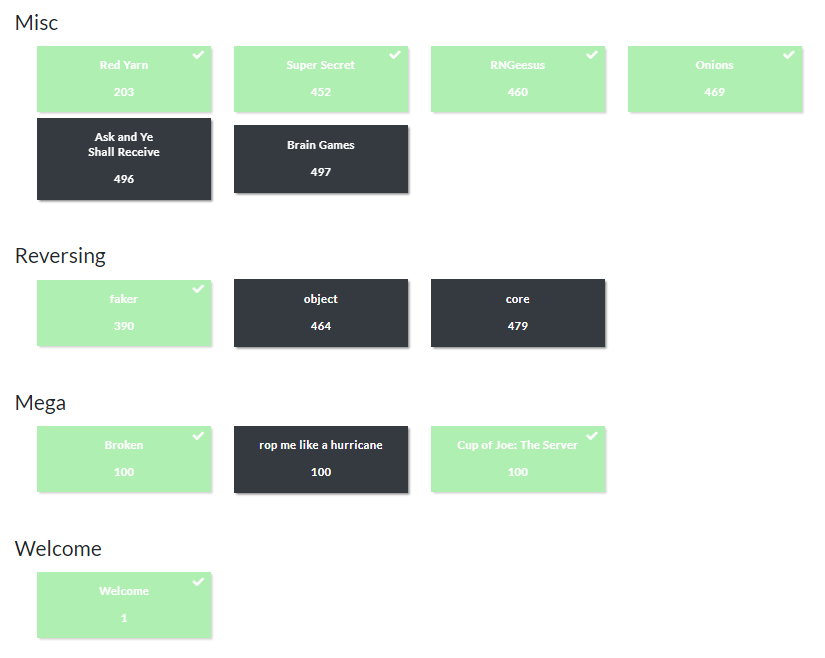 Misc
Red Yarn
203
Super Secret
452
RNGeesus
460
Onions
469
Ask and Ye
Shall Receive
496
Brain Games
497
Reversing
faker
390
object
464
core
479
Mega
Broken
100
rop me like a hurricane
100
Cup of Joe: The Server
100
Welcome
Welcome
1